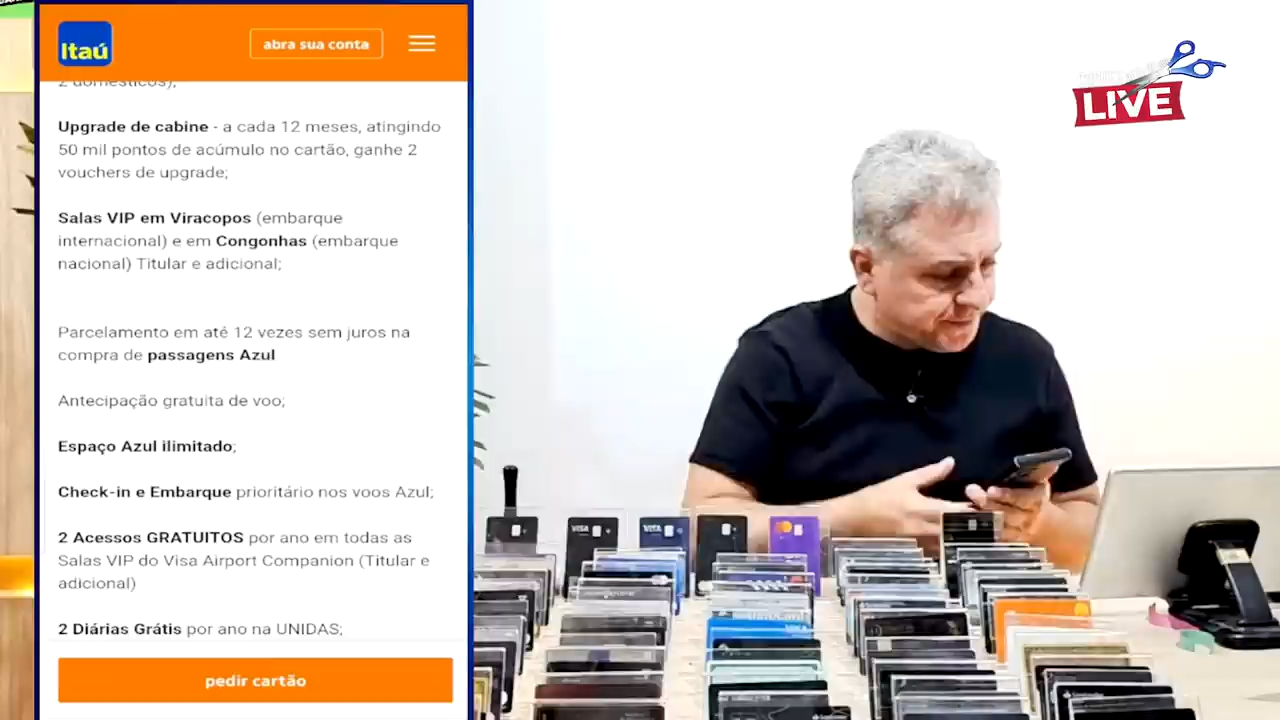 Itaú
abra sua conta
2 domésticos);
Upgrade de cabine - a cada 12 meses, atingindo
50 mil pontos de acúmulo no cartão, ganhe 2
vouchers de upgrade;
Salas VIP em Viracopos (embarque
internacional) e em Congonhas (embarque
nacional) Titular e adicional;
Parcelamento em até 12 vezes sem juros na
compra de passagens Azul
Antecipação gratuita de voo;
Espaço Azul ilimitado;
Check-in e Embarque prioritário nos voos Azul;
2 Acessos GRATUITOS por ano em todas as
Salas VIP do Visa Airport Companion (Titular e
adicional)
2 Diárias Grátis por ano na UNIDAS;
pedir cartão
LIVE
VISA
VISA